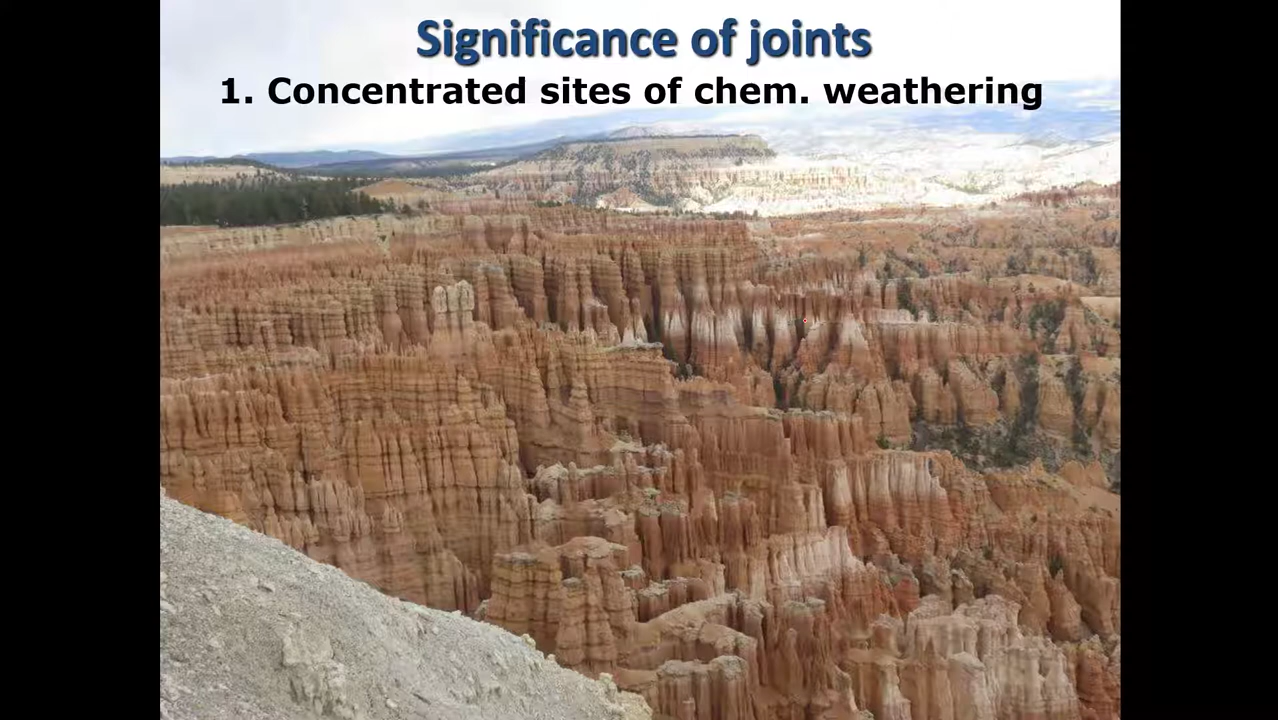 Significance of joints
1. Concentrated sites of chem. weathering